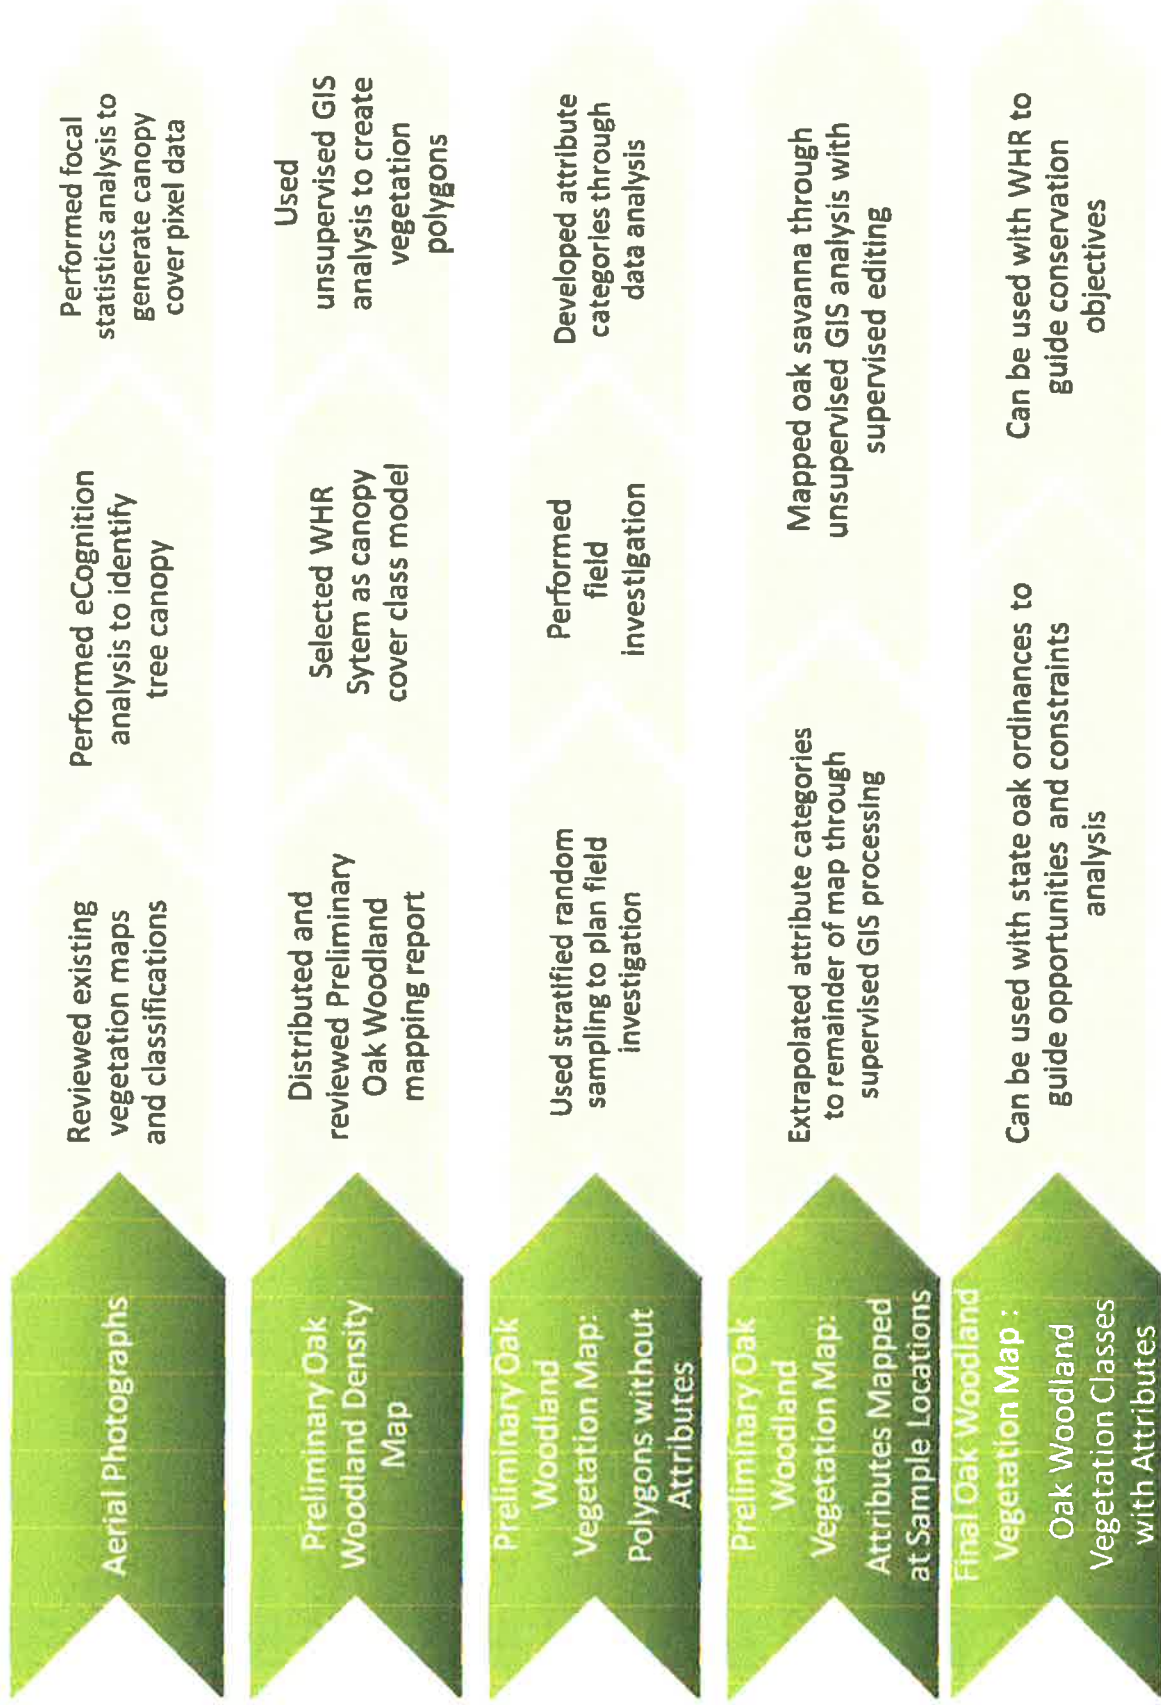 Aerial Photographs
Reviewed existing
vegetation maps
and classifications
Performed eCognition
analysis to identify
tree canopy
Performed focal
statistics analysis to
generate canopy
cover pixel data
Preliminary Oak
Woodland Density
Map
Distributed and
reviewed Preliminary
Oak Woodland
mapping report
Selected WHR
Sytem as canopy
cover class model
Used
unsupervised GIS
analysis to create
vegetation
polygons
Preliminary Oak
Woodland
Vegetation Map:
Polygons without
Attributes
Used stratified random
sampling to plan field
investigation
Performed
field
investigation
Developed attribute
categories through
data analysis
Preliminary Oak
Woodland
Vegetation Map:
Attributes Mapped
at Sample Locations
Extrapolated attribute categories
to remainder of map through
supervised GIS processing
Mapped oak savanna through
unsupervised GIS analysis with
supervised editing
Final Oak Woodland
Vegetation Map :
Oak Woodland
Vegetation Classes
with Attributes
Can be used with state oak ordinances to
guide opportunities and constraints
analysis
Can be used with WHR to
guide conservation
objectives